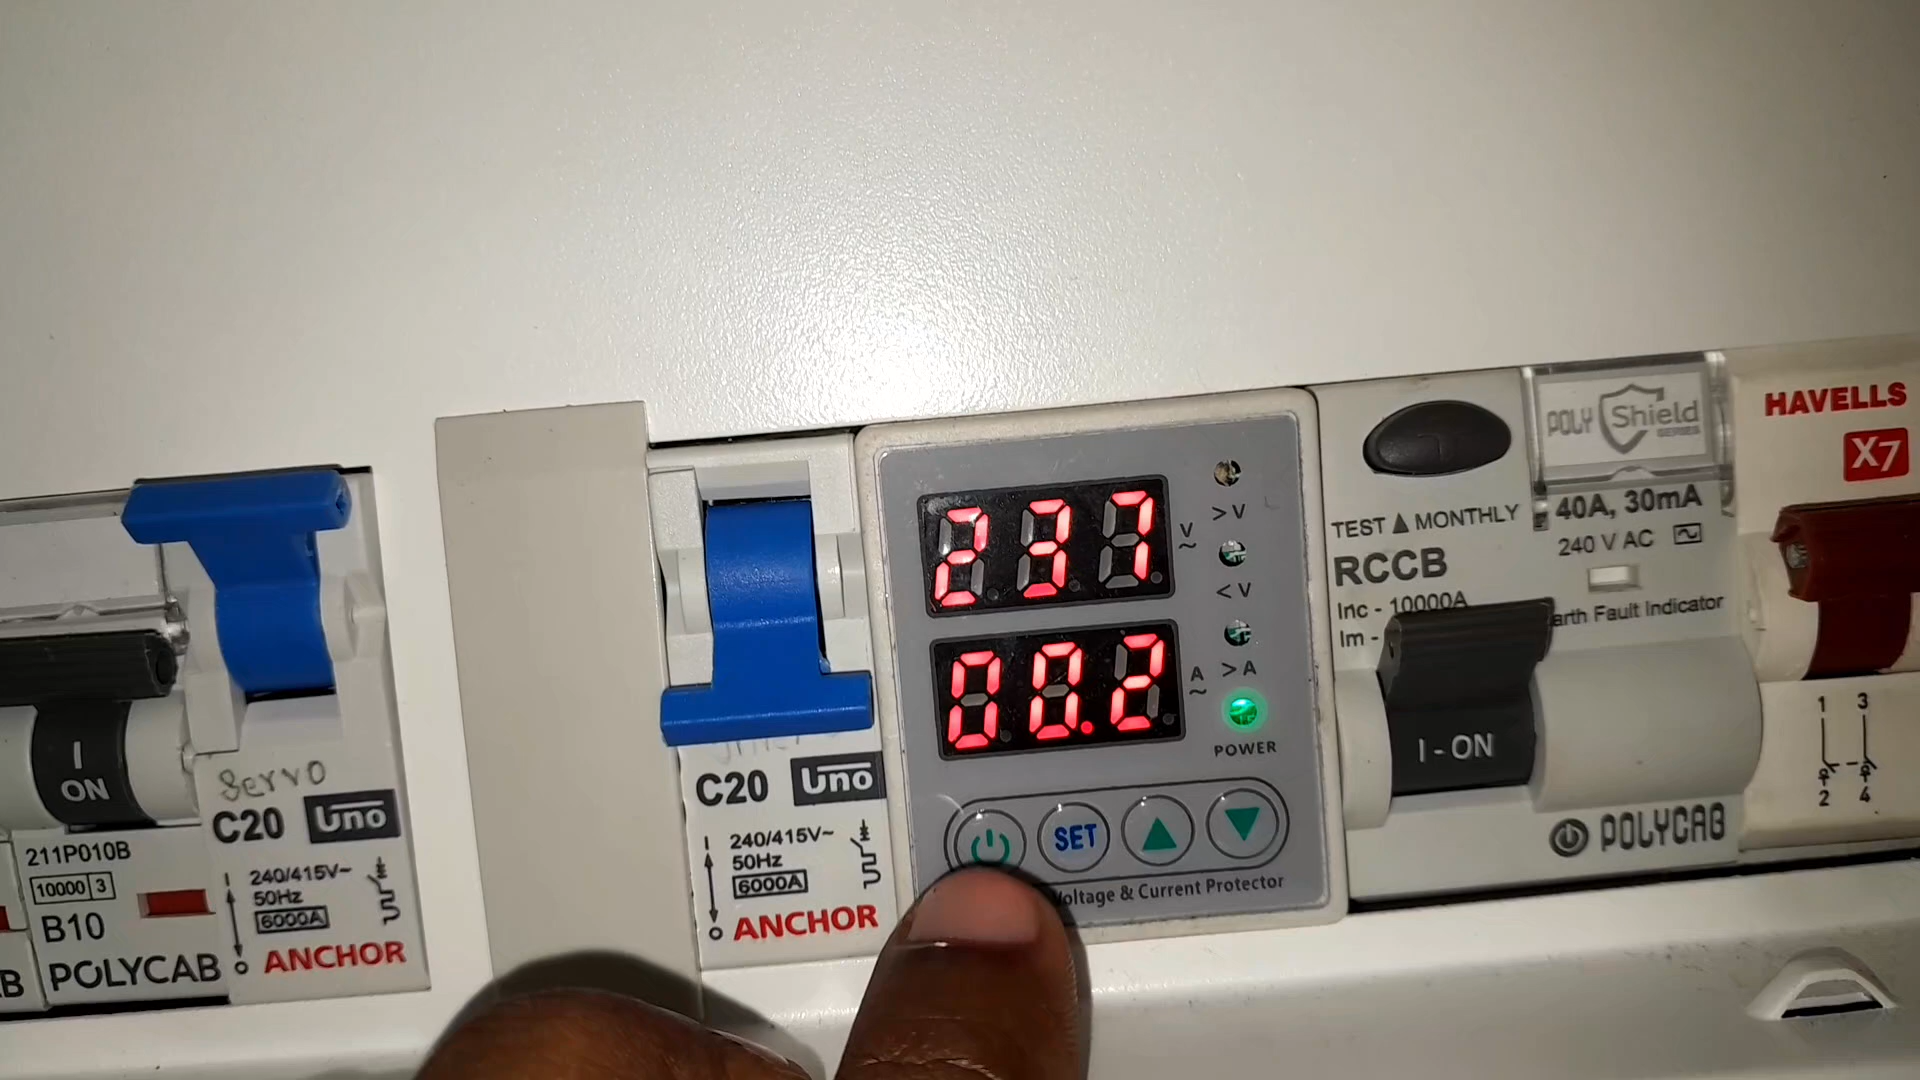 I
ON
211P010B
10000 3
B10
POLYCAB
B
Servo
C20 Uno
I 240/415V~
50Hz
6000A
ANCHOR
C20 Uno
I 240/415V~
50Hz
6000A
ANCHOR
237 V~
00.2 A~
>V
<V
>A
POWER
SET
Voltage & Current Protector
T
TEST ▲ MONTHLY
RCCB
Inc - 10000A
Im -
POLY Shield
SERIES
40A, 30mA
240 V AC
arth Fault Indicator
I - ON
POLYCAB
HAVELLS
X7
1 3
2 4